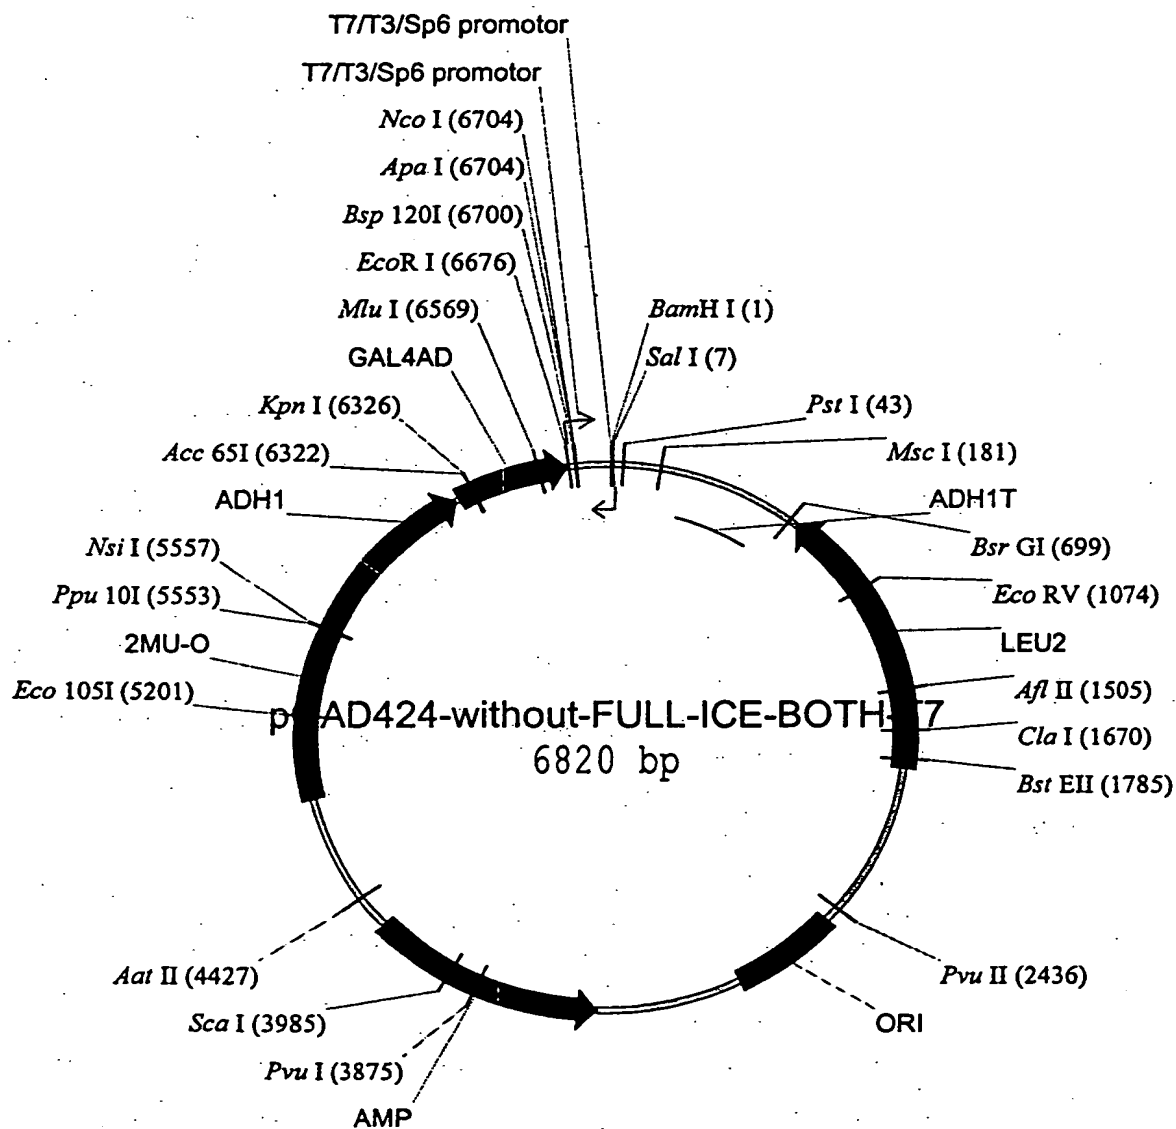 T7/T3/Sp6 promotor
T7/T3/Sp6 promotor
Nco I (6704)
Apa I (6704)
Bsp 120I (6700)
EcoR I (6676)
Mlu I (6569)
GAL4AD
Kpn I (6326)
Acc 65I (6322)
ADH1
Nsi I (5557)
Ppu 10I (5553)
2MU-O
Eco 105I (5201)
BamH I (1)
Sal I (7)
Pst I (43)
Msc I (181)
ADH1T
Bsr GI (699)
Eco RV (1074)
LEU2
Afl II (1505)
Cla I (1670)
Bst EII (1785)
AD424-without-FULL-ICE-BOTH-T7
6820 bp
Aat II (4427)
Sca I (3985)
Pvu I (3875)
AMP
Pvu II (2436)
ORI